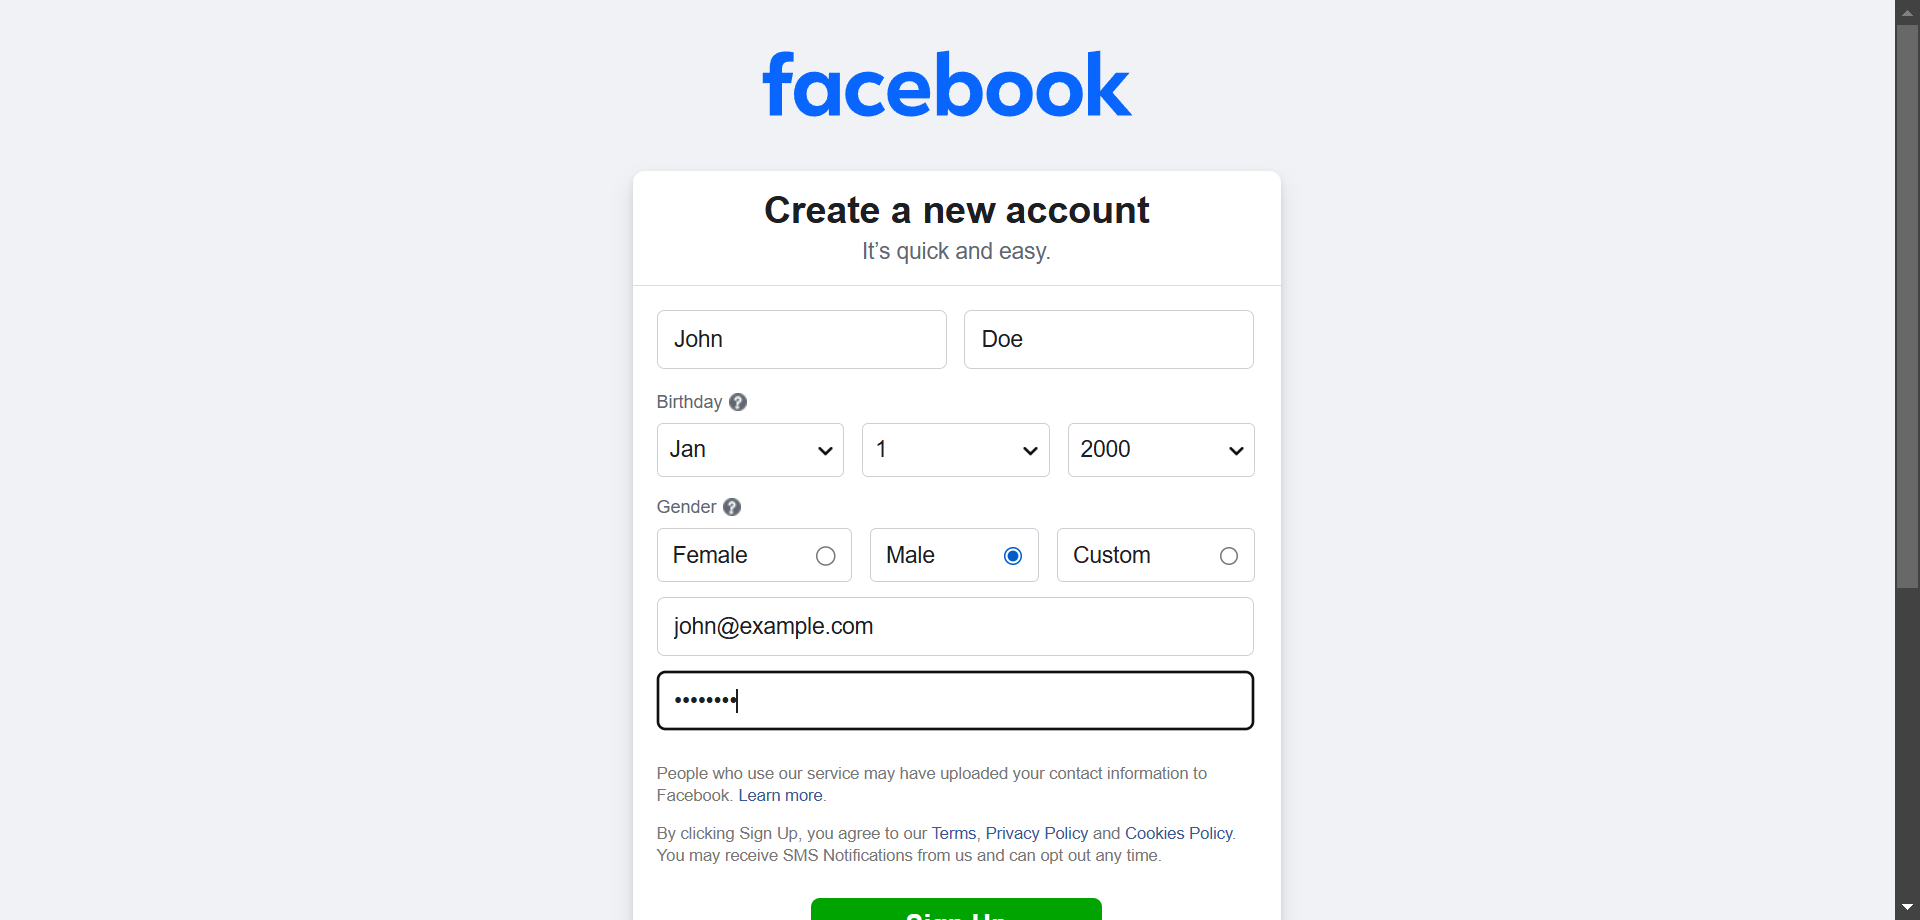 facebook
Create a new account
It’s quick and easy.
John Doe
Birthday ?
Jan 1 2000
Gender ?
Female Male Custom
john@example.com
••••••••
People who use our service may have uploaded your contact information to
Facebook. Learn more.
By clicking Sign Up, you agree to our Terms, Privacy Policy and Cookies Policy.
You may receive SMS Notifications from us and can opt out any time.
Sign Up